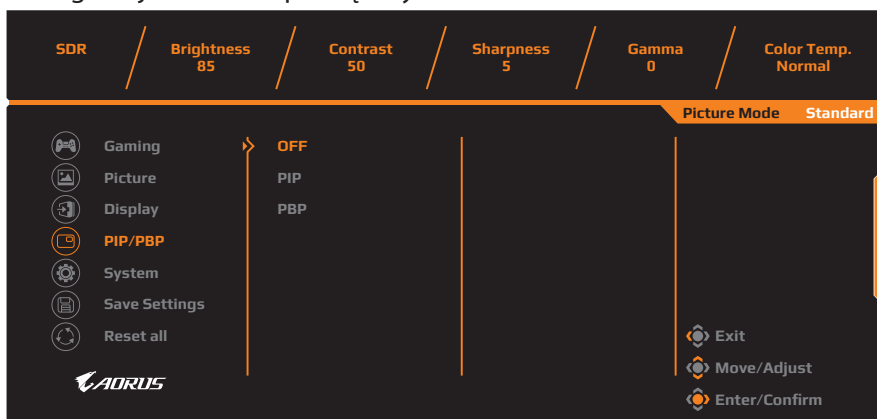 SDR Brightness Contrast Sharpness Gamma Color Temp.
85 50 5 0 Normal
Picture Mode Standard
Gaming OFF
Picture PIP
Display PBP
PIP/PBP
System
Save Settings
Reset all Exit
Move/Adjust
AORUS
Enter/Confirm